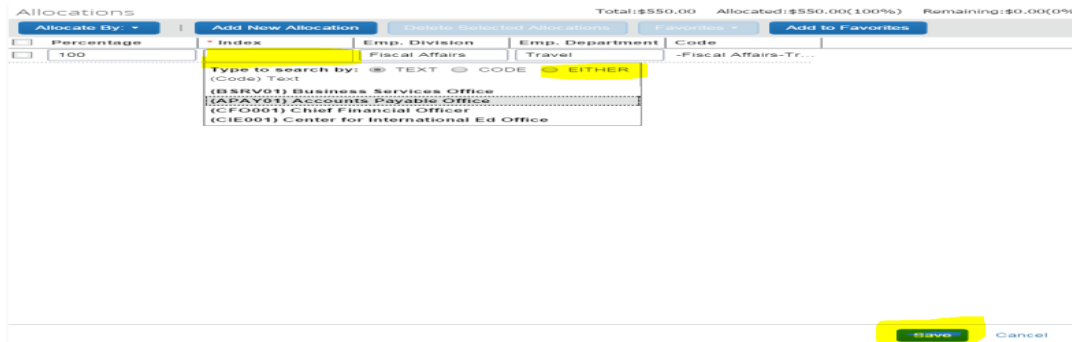 Allocations Total:$550.00 Allocated:$550.00(100%) Remaining:$0.00(0%
Allocate By: | Add New Allocation Delete Selected Allocations Favorites Add to Favorites
Percentage * Index Emp. Division Emp. Department Code
100 Fiscal Affairs Travel -Fiscal Affairs-Tr...
Type to search by: TEXT CODE EITHER
(Code) Text
(BSRV01) Business Services Office
(APAY01) Accounts Payable Office
(CFO001) Chief Financial Officer
(CIE001) Center for International Ed Office
Save Cancel